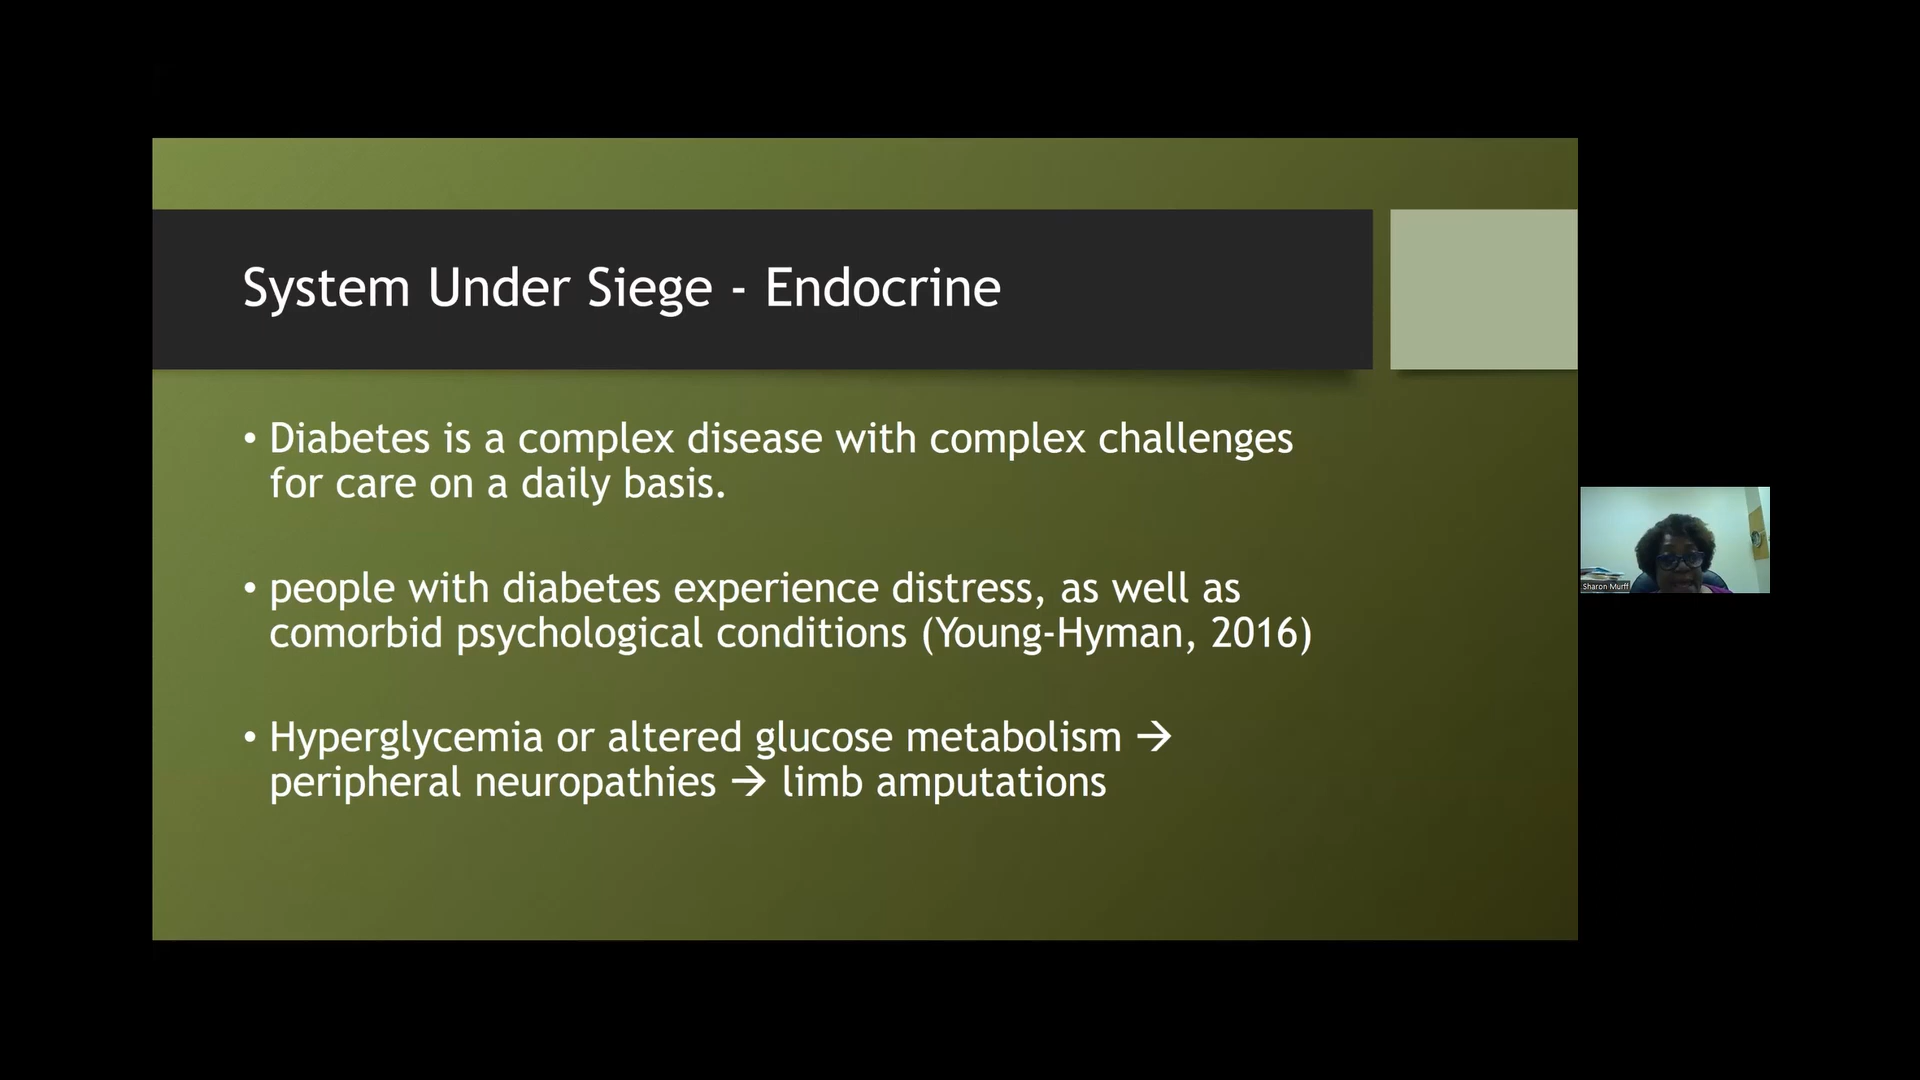 System Under Siege - Endocrine
• Diabetes is a complex disease with complex challenges
for care on a daily basis.
• people with diabetes experience distress, as well as
comorbid psychological conditions (Young-Hyman, 2016)
• Hyperglycemia or altered glucose metabolism →
peripheral neuropathies → limb amputations
Sharon Murff